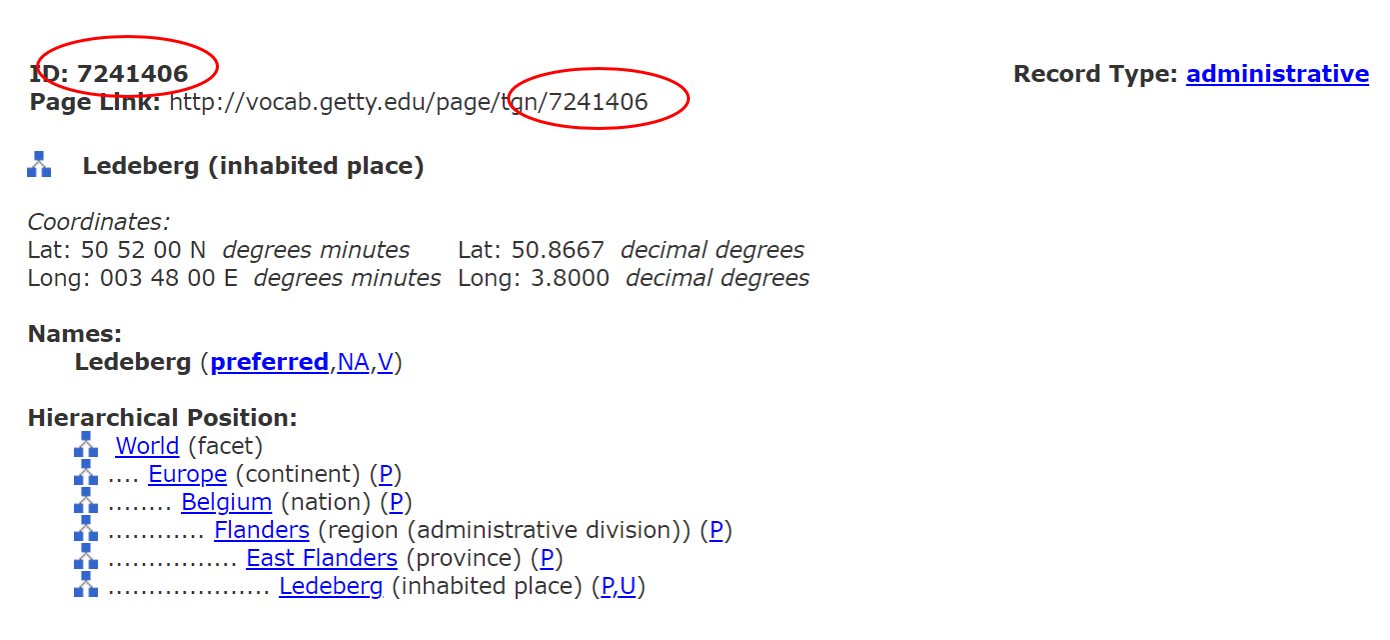 ID: 7241406 Record Type: administrative
Page Link: http://vocab.getty.edu/page/tgn/7241406
Ledeberg (inhabited place)
Coordinates:
Lat: 50 52 00 N degrees minutes Lat: 50.8667 decimal degrees
Long: 003 48 00 E degrees minutes Long: 3.8000 decimal degrees
Names:
Ledeberg (preferred,NA,V)
Hierarchical Position:
World (facet)
.... Europe (continent) (P)
........ Belgium (nation) (P)
............ Flanders (region (administrative division)) (P)
................ East Flanders (province) (P)
.................... Ledeberg (inhabited place) (P,U)